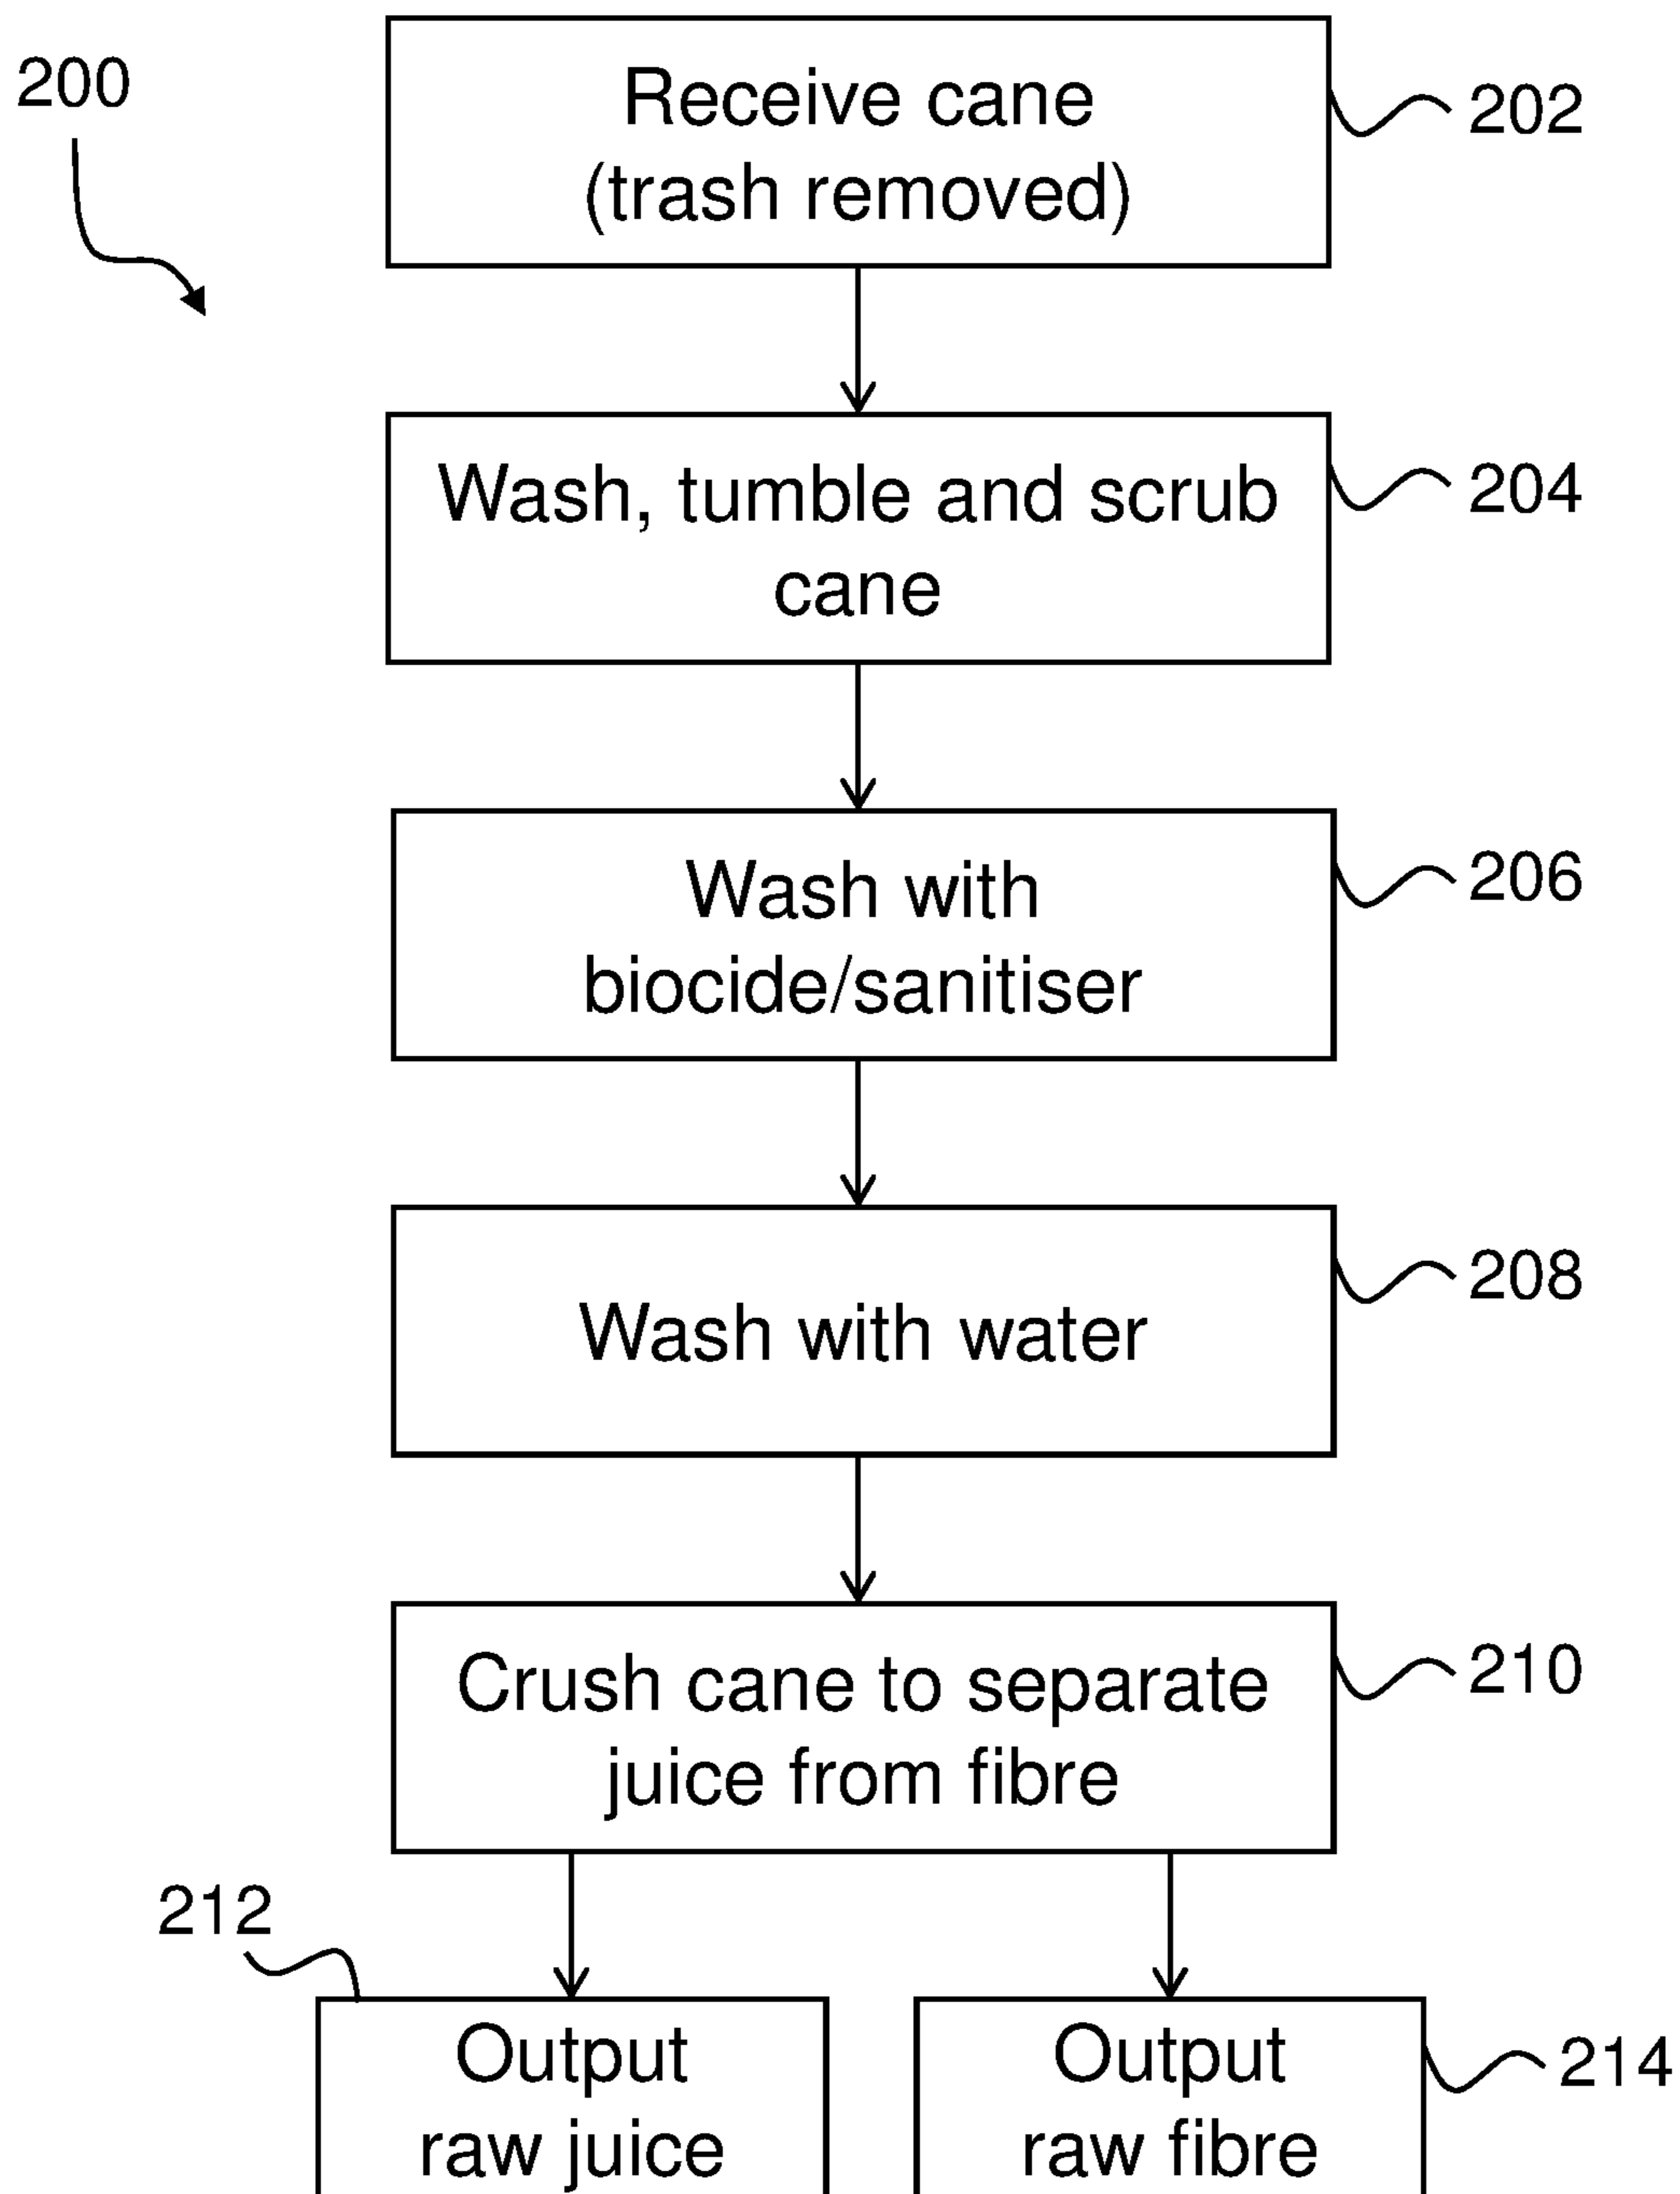 200
Receive cane
(trash removed)
202
Wash, tumble and scrub
cane
204
Wash with
biocide/sanitiser
206
Wash with water
208
Crush cane to separate
juice from fibre
210
212
Output
raw juice
Output
raw fibre
214